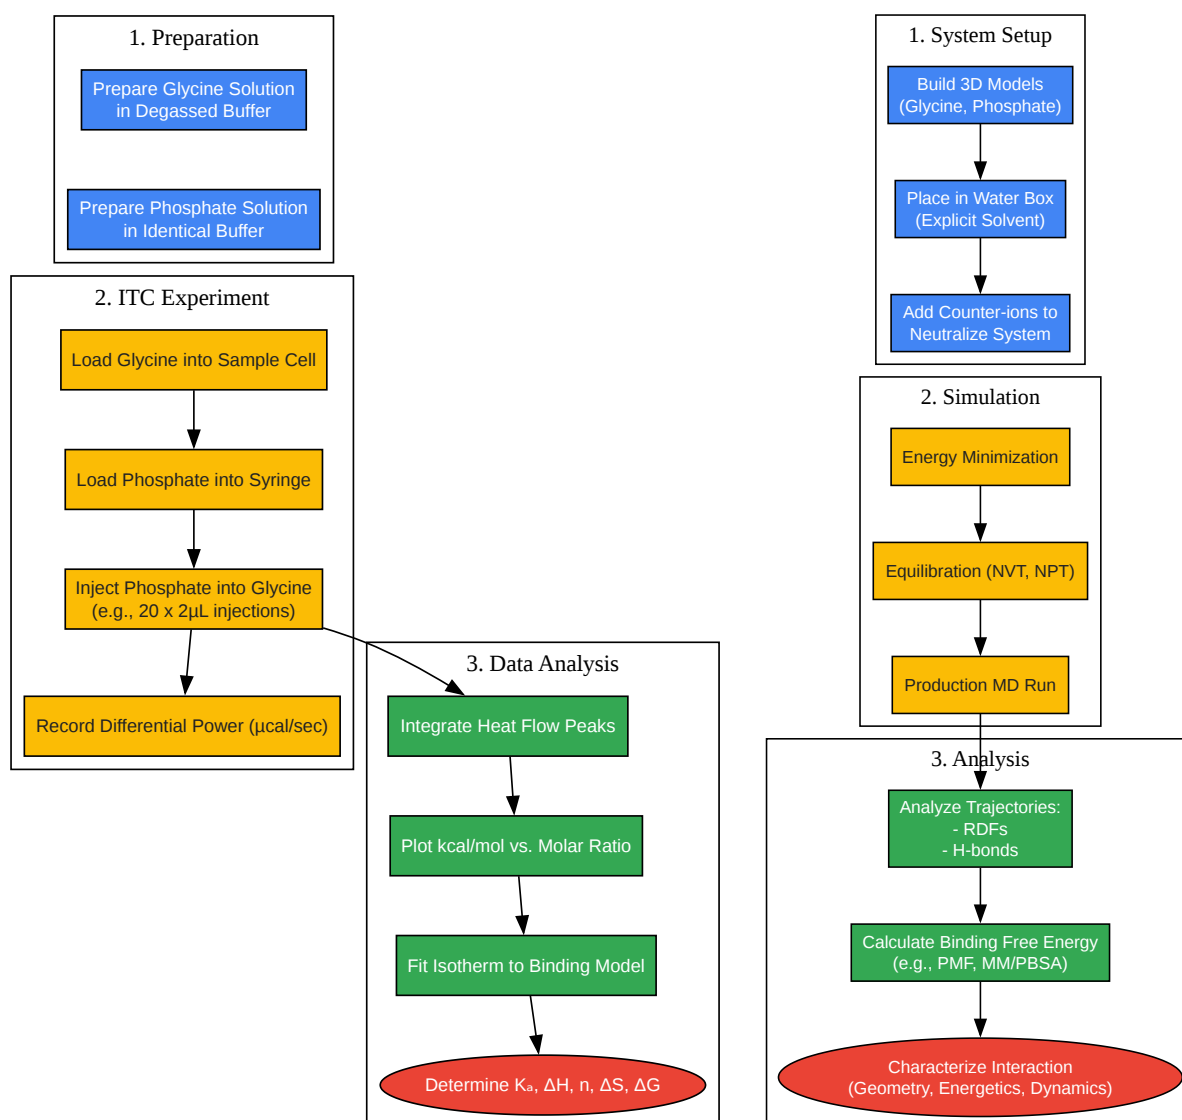 1. Preparation
Prepare Glycine Solution
in Degassed Buffer
Prepare Phosphate Solution
in Identical Buffer
2. ITC Experiment
Load Glycine into Sample Cell
Load Phosphate into Syringe
Inject Phosphate into Glycine
(e.g., 20 x 2µL injections)
Record Differential Power (µcal/sec)
3. Data Analysis
Integrate Heat Flow Peaks
Plot kcal/mol vs. Molar Ratio
Fit Isotherm to Binding Model
Determine Kₐ, ΔH, n, ΔS, ΔG
1. System Setup
Build 3D Models
(Glycine, Phosphate)
Place in Water Box
(Explicit Solvent)
Add Counter-ions to
Neutralize System
2. Simulation
Energy Minimization
Equilibration (NVT, NPT)
Production MD Run
3. Analysis
Analyze Trajectories:
- RDFs
- H-bonds
Calculate Binding Free Energy
(e.g., PMF, MM/PBSA)
Characterize Interaction
(Geometry, Energetics, Dynamics)